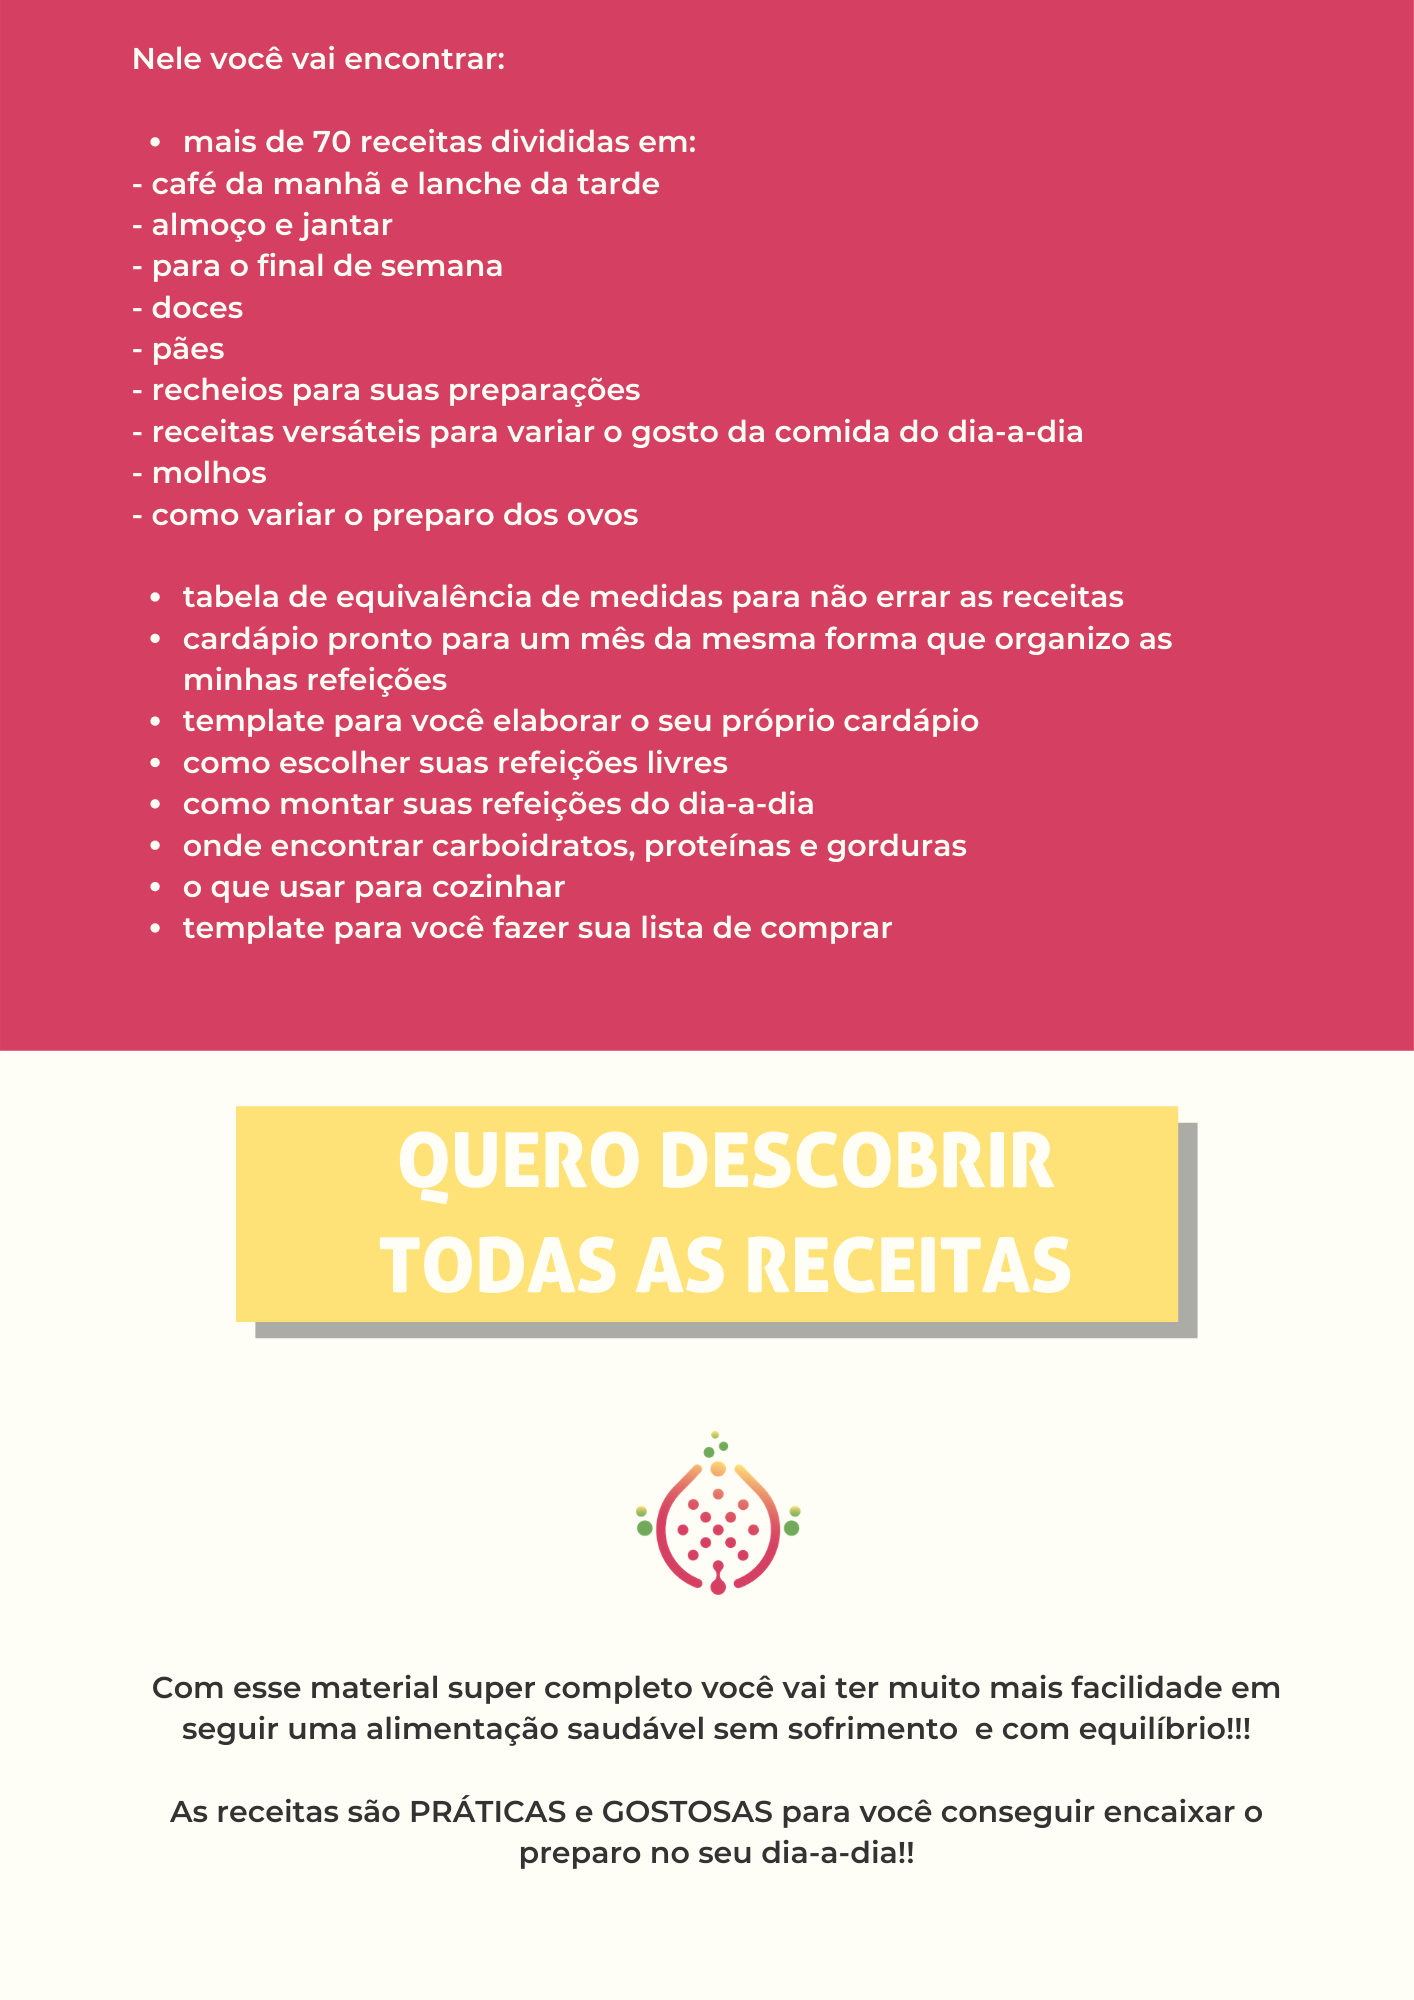 Nele você vai encontrar:
• mais de 70 receitas divididas em:
- café da manhã e lanche da tarde
- almoço e jantar
- para o final de semana
- doces
- pães
- recheios para suas preparações
- receitas versáteis para variar o gosto da comida do dia-a-dia
- molhos
- como variar o preparo dos ovos
• tabela de equivalência de medidas para não errar as receitas
• cardápio pronto para um mês da mesma forma que organizo as
minhas refeições
• template para você elaborar o seu próprio cardápio
• como escolher suas refeições livres
• como montar suas refeições do dia-a-dia
• onde encontrar carboidratos, proteínas e gorduras
• o que usar para cozinhar
• template para você fazer sua lista de comprar
QUERO DESCOBRIR
TODAS AS RECEITAS
Com esse material super completo você vai ter muito mais facilidade em
seguir uma alimentação saudável sem sofrimento  e com equilíbrio!!!
As receitas são PRÁTICAS e GOSTOSAS para você conseguir encaixar o
preparo no seu dia-a-dia!!